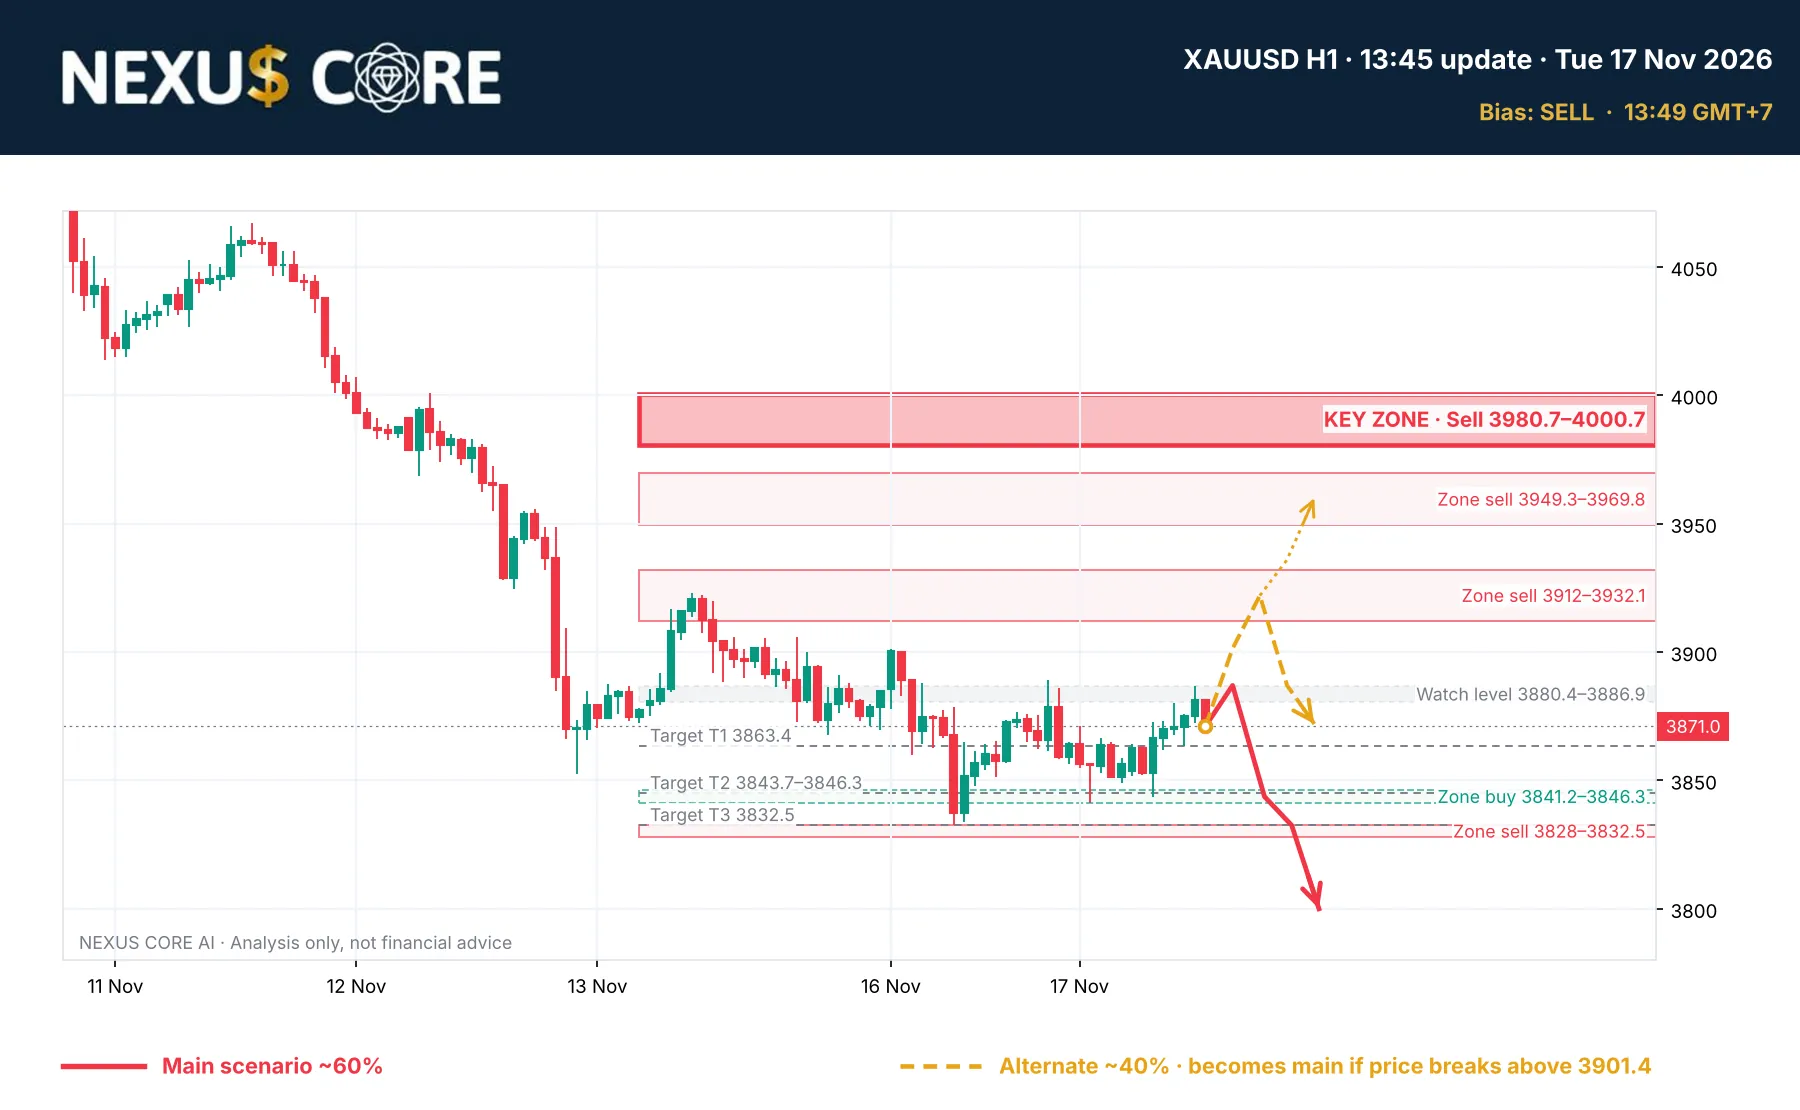 NEXU$ CORE
XAUUSD H1 · 13:45 update · Tue 17 Nov 2026
Bias: SELL · 13:49 GMT+7
4050
4000
KEY ZONE · Sell 3980.7–4000.7
Zone sell 3949.3–3969.8
3950
Zone sell 3912–3932.1
3900
Watch level 3880.4–3886.9
3871.0
Target T1 3863.4
Target T2 3843.7–3846.3
3850
Zone buy 3841.2–3846.3
Target T3 3832.5
Zone sell 3828–3832.5
3800
NEXUS CORE AI · Analysis only, not financial advice
11 Nov
12 Nov
13 Nov
16 Nov
17 Nov
Main scenario ~60%
Alternate ~40% · becomes main if price breaks above 3901.4